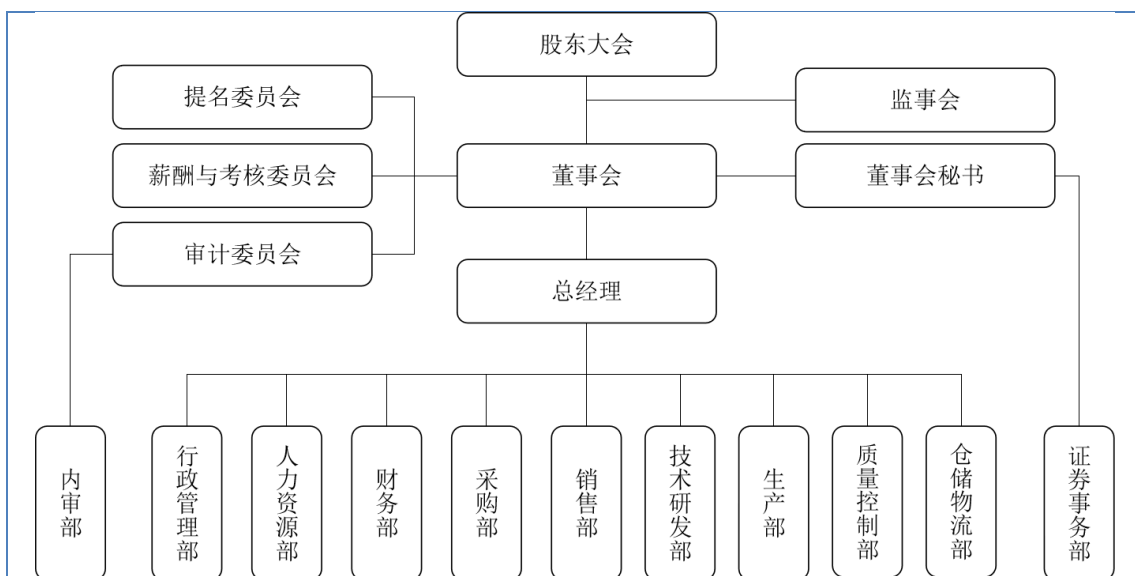 股东大会
提名委员会
监事会
薪酬与考核委员会
董事会
董事会秘书
审计委员会
总经理
内审部
行政管理部
人力资源部
财务部
采购部
销售部
技术研发部
生产部
质量控制部
仓储物流部
证券事务部